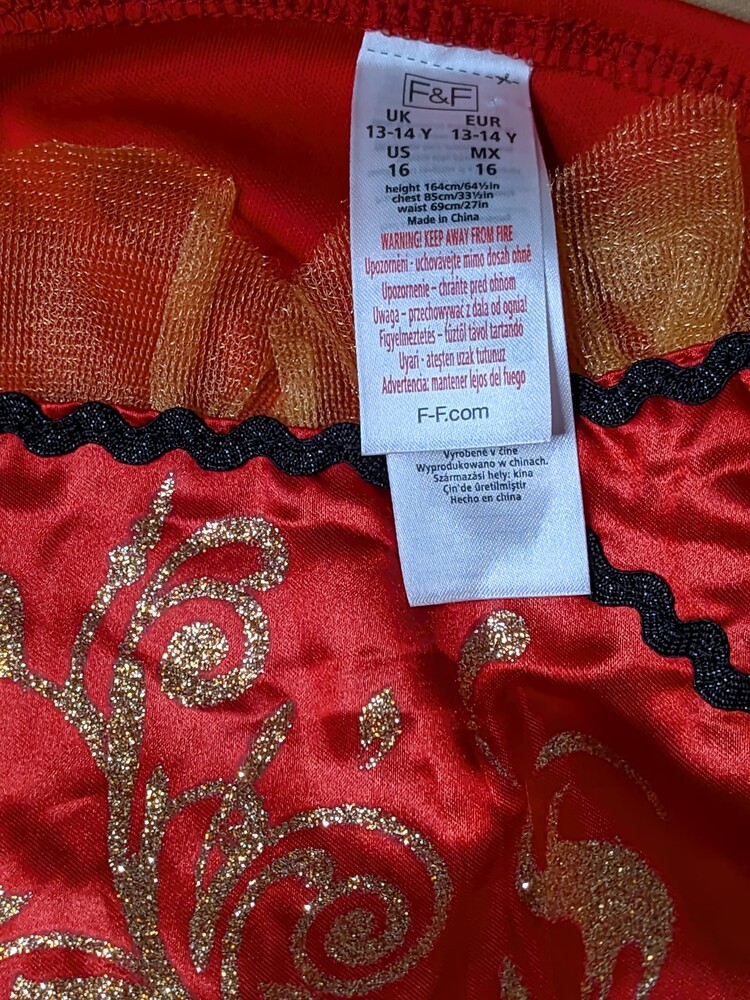 F&F
UK EUR
13-14 Y 13-14 Y
US MX
16 16
height 164cm/64½in
chest 85cm/33½in
waist 69cm/27in
Made in China
WARNING! KEEP AWAY FROM FIRE
Upozornění - uchovávejte mimo dosah ohně
Upozornenie - chráňte pred ohňom
Uwaga - przechowywać z dala od ognia!
Figyelmeztetés - tűztől távol tartandó
Uyarı - ateşten uzak tutunuz
Advertencia: mantener lejos del fuego
F-F.com
Vyrobené v číne
Wyprodukowano w chinach.
Származási hely: kína
Çin'de üretilmiştir
Hecho en china